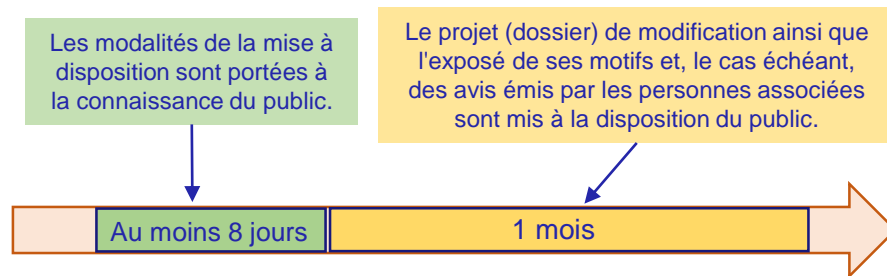 Les modalités de la mise à
disposition sont portées à
la connaissance du public.
Le projet (dossier) de modification ainsi que
l'exposé de ses motifs et, le cas échéant,
des avis émis par les personnes associées
sont mis à la disposition du public.
Au moins 8 jours
1 mois